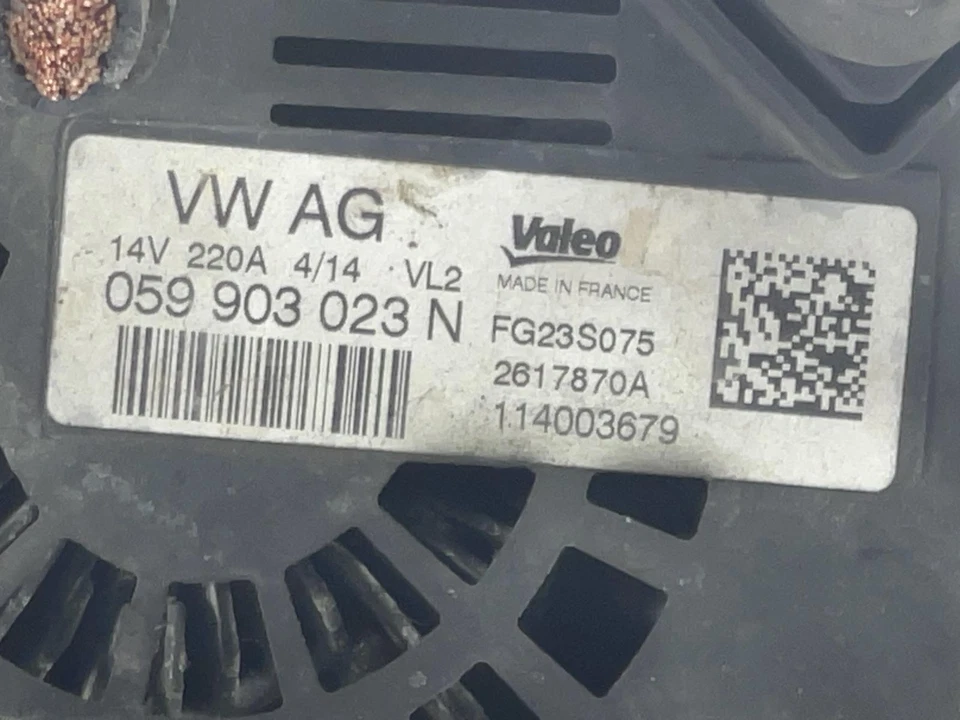 VW AG
14V 220A 4/14 VL2
059 903 023 N
Valeo
MADE IN FRANCE
FG23S075
2617870A
114003679